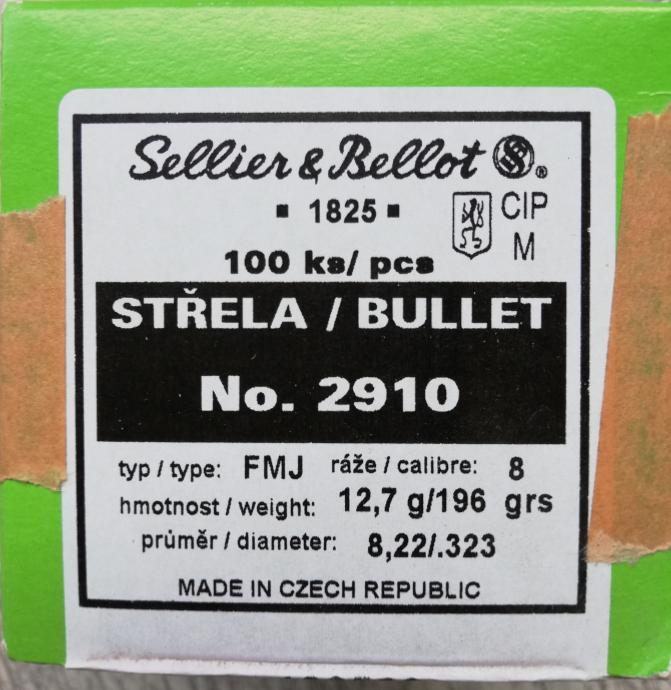 Sellier & Bellot ®
▪ 1825 ▪
CIP
M
100 ks/ pcs
STŘELA / BULLET
No. 2910
typ / type: FMJ ráže / calibre: 8
hmotnost / weight: 12,7 g/196 grs
průměr / diameter: 8,22/.323
MADE IN CZECH REPUBLIC